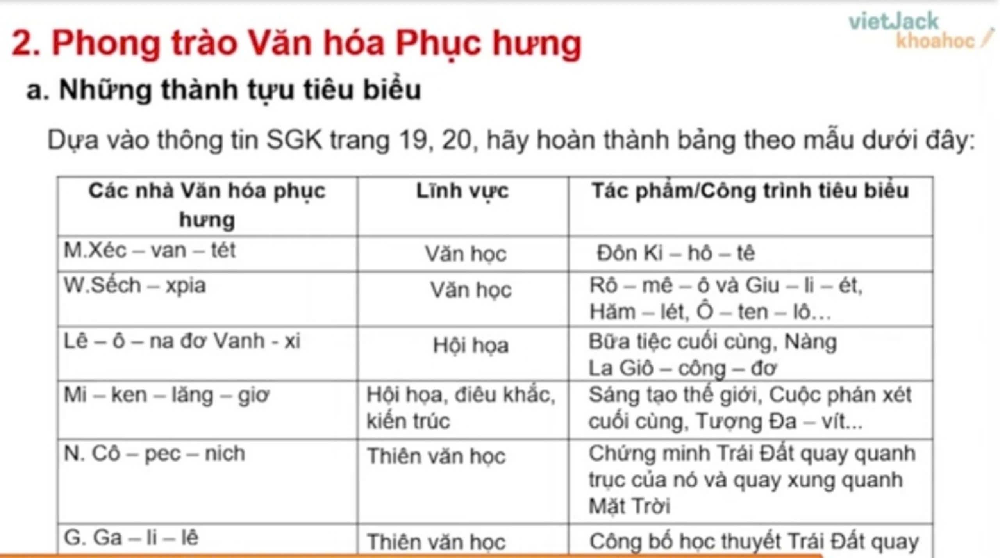 vietJack
khoahoc
2. Phong trào Văn hóa Phục hưng
a. Những thành tựu tiêu biểu
Dựa vào thông tin SGK trang 19, 20, hãy hoàn thành bảng theo mẫu dưới đây:
Các nhà Văn hóa phục
hưng
Lĩnh vực
Tác phẩm/Công trình tiêu biểu
M.Xéc – van – tét
Văn học
Đôn Ki – hô – tê
W.Sếch – xpia
Văn học
Rô – mê – ô và Giu – li – ét,
Hăm – lét, Ô – ten – lô...
Lê – ô – na đơ Vanh - xi
Hội họa
Bữa tiệc cuối cùng, Nàng
La Giô – công – đơ
Mi – ken – lăng – giơ
Hội họa, điêu khắc,
kiến trúc
Sáng tạo thế giới, Cuộc phán xét
cuối cùng, Tượng Đa – vít...
N. Cô – pec – nich
Thiên văn học
Chứng minh Trái Đất quay quanh
trục của nó và quay xung quanh
Mặt Trời
G. Ga – li – lê
Thiên văn học
Công bố học thuyết Trái Đất quay